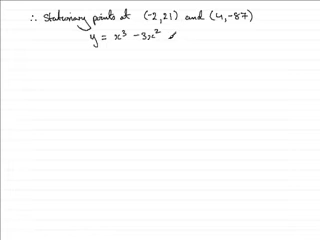 ∴ Stationary points at (-2, 21) and (4, -87)
y = x³ - 3x²